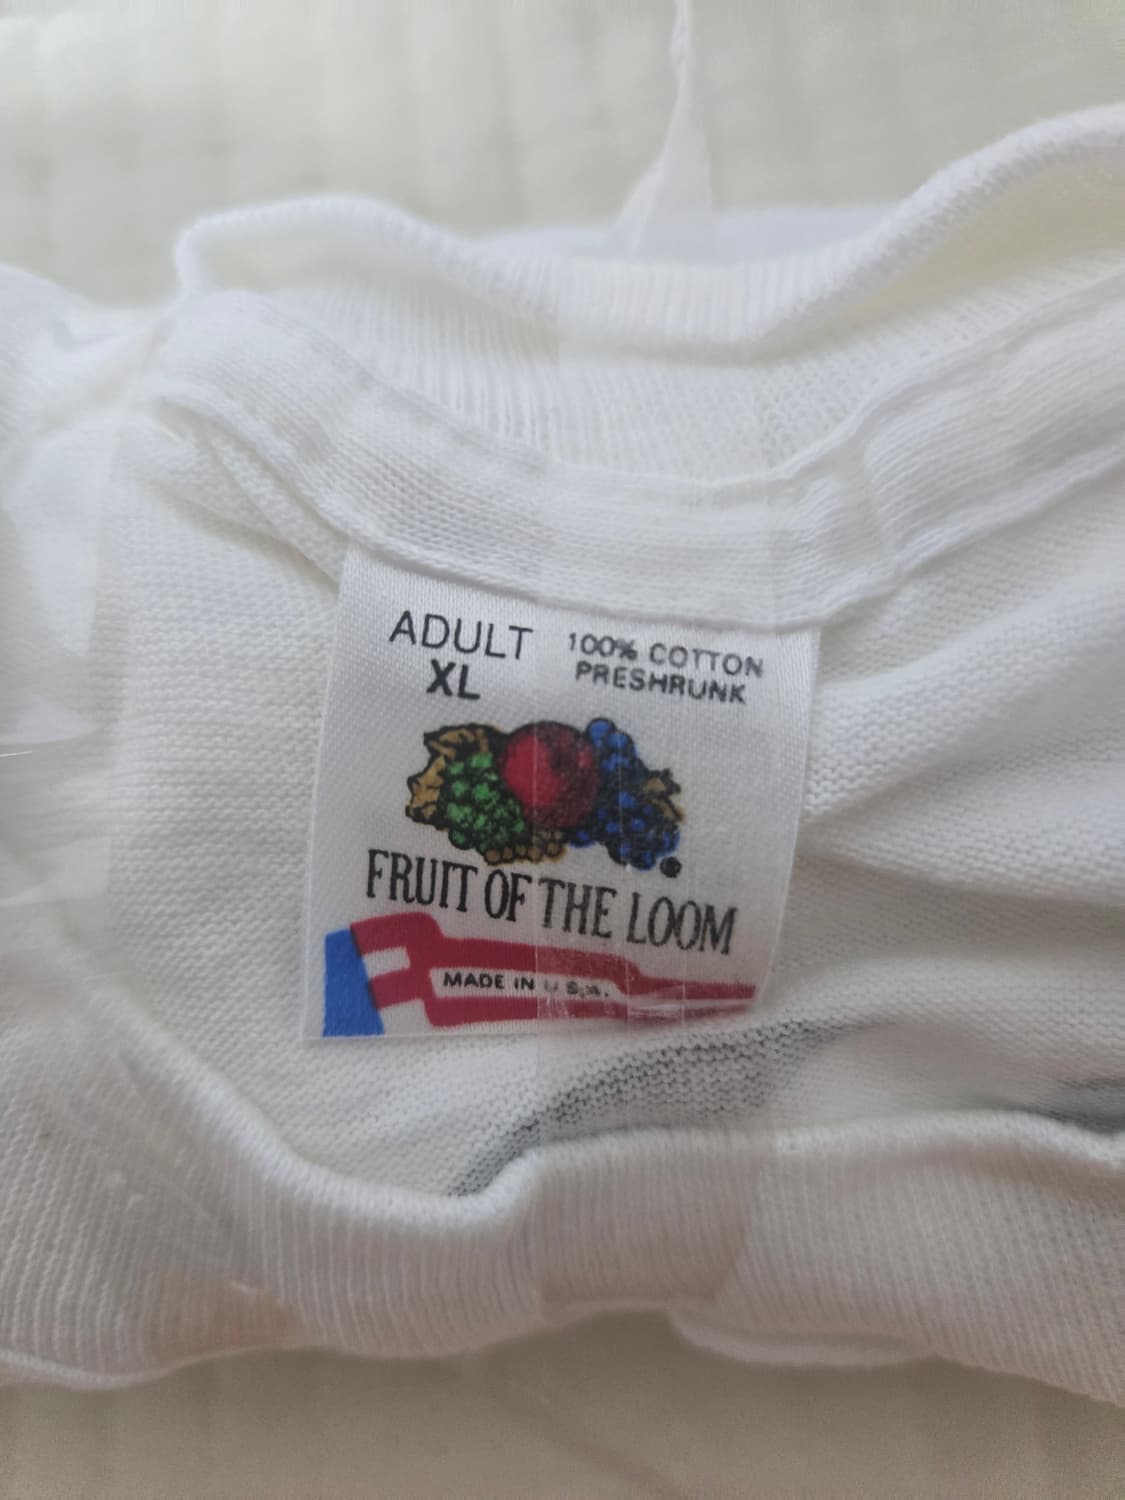 ADULT
XL
100% COTTON
PRESHRUNK
FRUIT OF THE LOOM
MADE IN U.S.A.